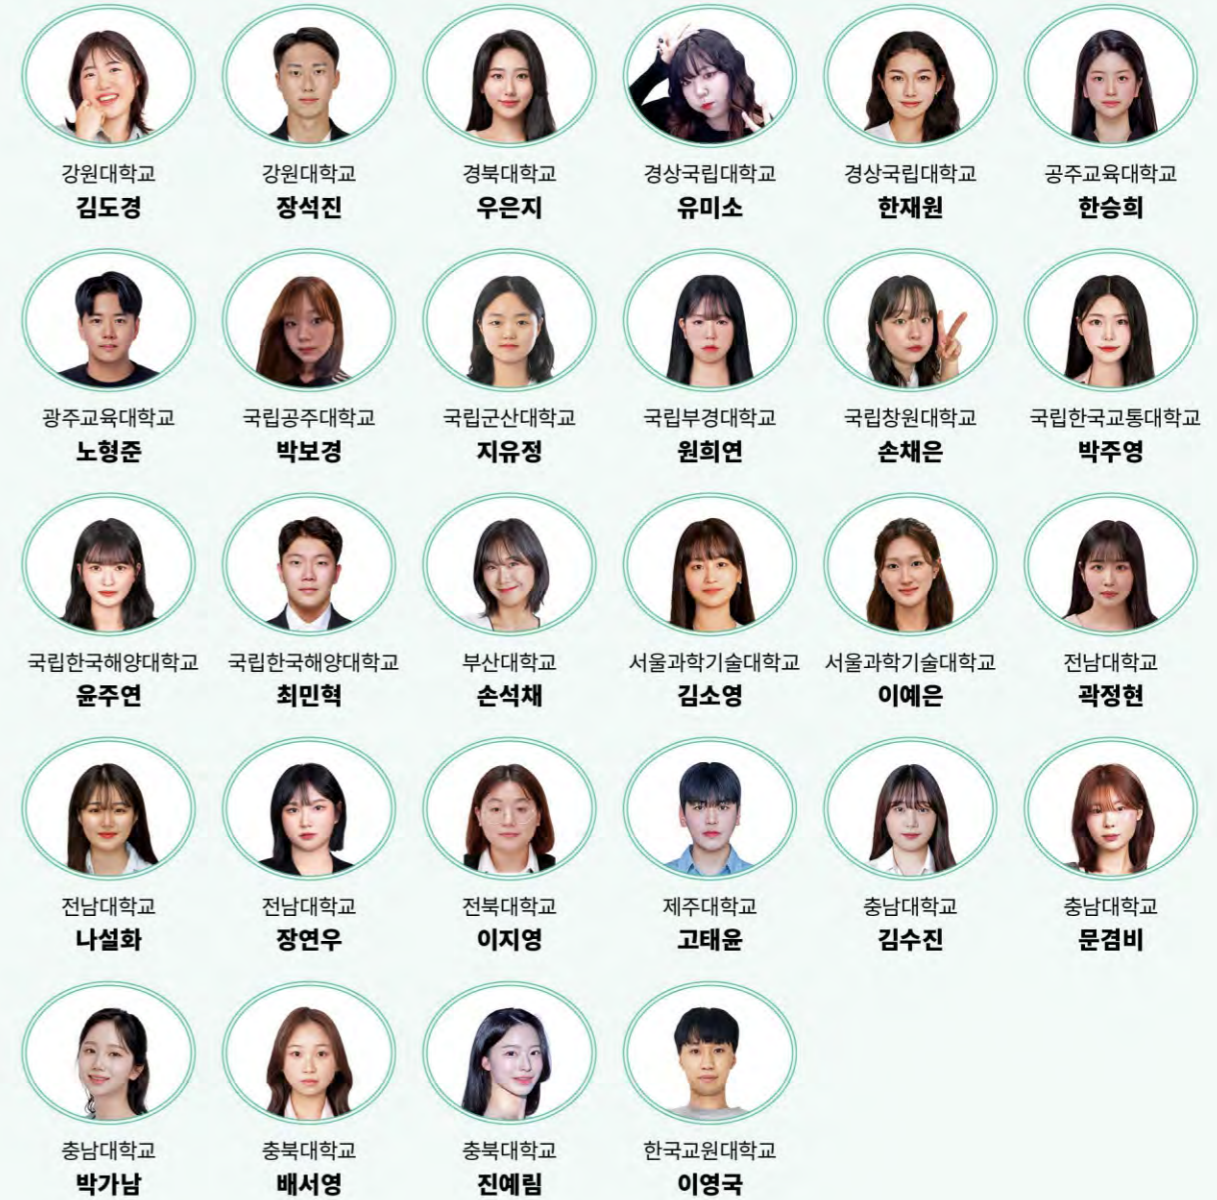 강원대학교
김도경
강원대학교
장석진
경북대학교
우은지
경상국립대학교
유미소
경상국립대학교
한재원
공주교육대학교
한승희
광주교육대학교
노형준
국립공주대학교
박보경
국립군산대학교
지유정
국립부경대학교
원희연
국립창원대학교
손채은
국립한국교통대학교
박주영
국립한국해양대학교
윤주연
국립한국해양대학교
최민혁
부산대학교
손석채
서울과학기술대학교
김소영
서울과학기술대학교
이예은
전남대학교
곽정현
전남대학교
나설화
전남대학교
장연우
전북대학교
이지영
제주대학교
고태윤
충남대학교
김수진
충남대학교
문겸비
충남대학교
박가남
충북대학교
배서영
충북대학교
진예림
한국교원대학교
이영국